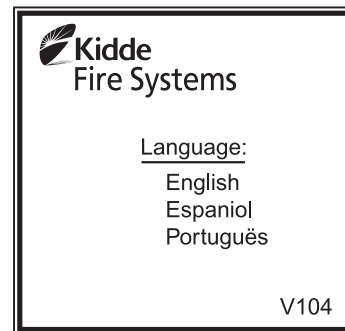 Kidde
Fire Systems
Language:
English
Espaniol
Portuguës
V104